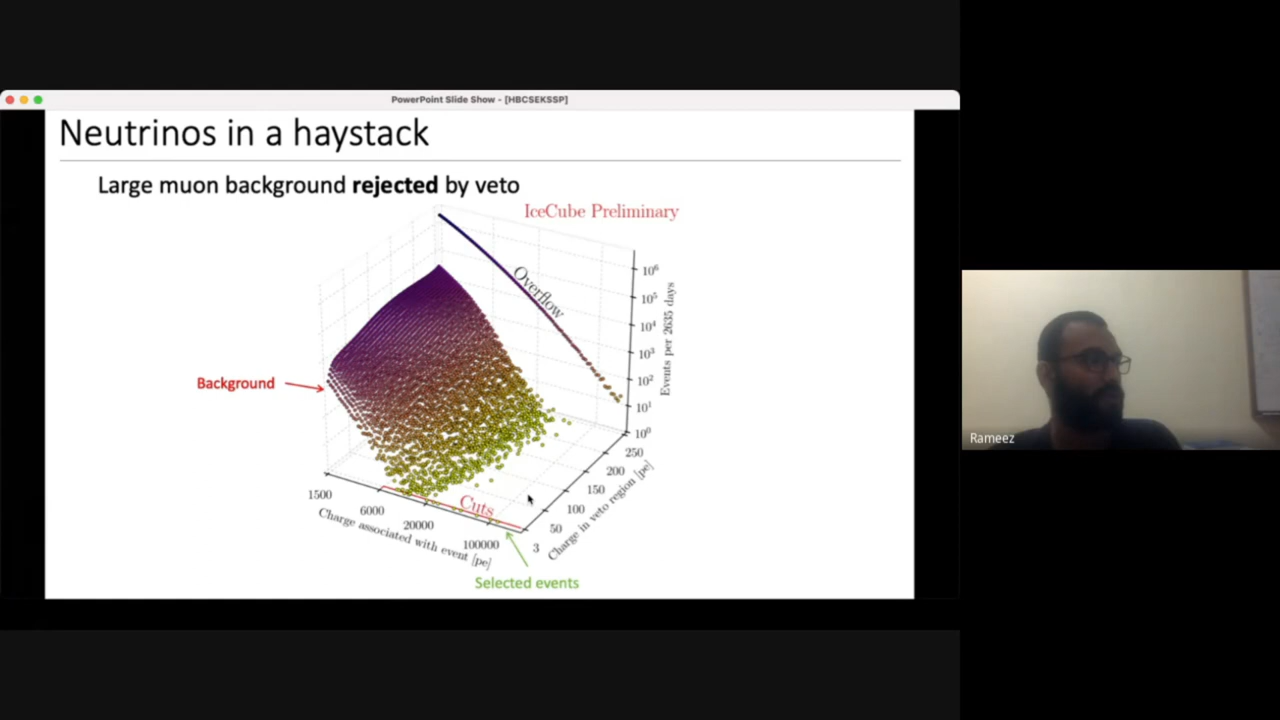 PowerPoint Slide Show - [HBCSEKSSP]
Neutrinos in a haystack
Large muon background rejected by veto
IceCube Preliminary
Overflow
10⁶
10⁵
10⁴
10³
10²
10¹
10⁰
Events per 2635 days
Background
250
200
150
100
50
3
Charge in veto region [pe]
Cuts
1500
6000
20000
100000
Charge associated with event [pe]
Selected events
Rameez